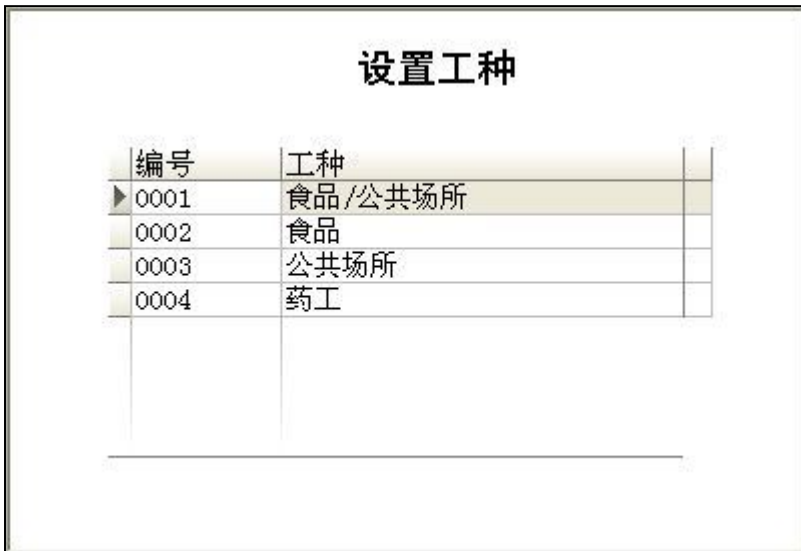 设置工种
编号 工种
0001 食品/公共场所
0002 食品
0003 公共场所
0004 药工